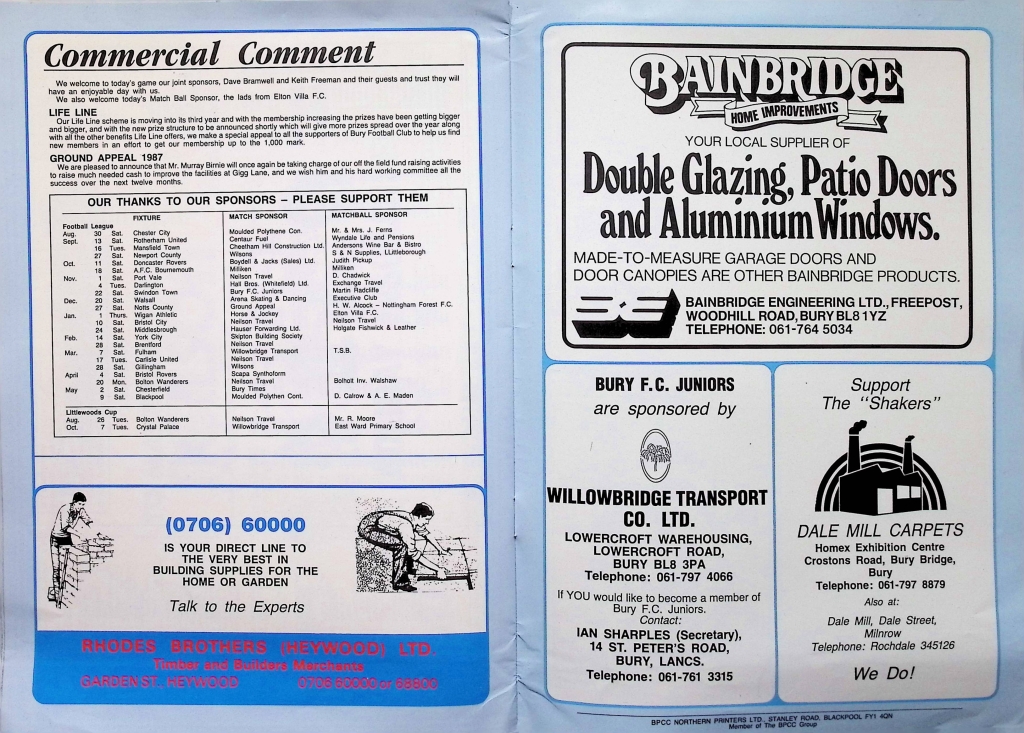 Commercial Comment
We welcome to today's game our joint sponsors, Dave Bramwell and Keith Freeman and their guests and trust they will
have an enjoyable day with us.
We also welcome today's Match Ball Sponsor, the lads from Elton Villa F.C.
LIFE LINE
Our Life Line scheme is moving into its third year and with the membership increasing the prizes have been getting bigger
and bigger, and with the new prize structure to be announced shortly which will give more prizes spread over the year along
with all the other benefits Life Line offers, we make a special appeal to all the supporters of Bury Football Club to help us find
new members in an effort to get our membership up to the 1,000 mark.
GROUND APPEAL 1987
We are pleased to announce that Mr. Murray Birnie will once again be taking charge of our off the field fund raising activities
to raise much needed cash to improve the facilities at Gigg Lane, and we wish him and his hard working committee all the
success over the next twelve months.
OUR THANKS TO OUR SPONSORS – PLEASE SUPPORT THEM
FIXTURE MATCH SPONSOR MATCHBALL SPONSOR
Football League
Aug. 30 Sat. Chester City Moulded Polythene Con. Mr. & Mrs. J. Ferns
Sept. 13 Sat. Rotherham United Centaur Fuel Wyndale Life and Pensions
16 Tues. Mansfield Town Cheetham Hill Construction Ltd. Andersons Wine Bar & Bistro
27 Sat. Newport County Wilsons S & N Supplies, LLittleborough
Oct. 11 Sat. Doncaster Rovers Boydell & Jacks (Sales) Ltd. Judith Pickup
18 Sat. A.F.C. Bournemouth Milliken Milliken
Nov. 1 Sat. Port Vale Neilson Travel D. Chadwick
4 Tues. Darlington Hall Bros. (Whitefield) Ltd. Exchange Travel
22 Sat. Swindon Town Bury F.C. Juniors Martin Radcliffe
Dec. 20 Sat. Walsall Arena Skating & Dancing Executive Club
27 Sat. Notts County Ground Appeal H. W. Alcock – Nottingham Forest F.C.
Jan. 1 Thurs. Wigan Athletic Horse & Jockey Elton Villa F.C.
10 Sat. Bristol City Neilson Travel Neilson Travel
24 Sat. Middlesbrough Hauser Forwarding Ltd. Holgate Fishwick & Leather
Feb. 14 Sat. York City Skipton Building Society
28 Sat. Brentford Neilson Travel
Mar. 7 Sat. Fulham Willowbridge Transport T.S.B.
17 Tues. Carlisle United Neilson Travel
28 Sat. Gillingham Wilsons
April 4 Sat. Bristol Rovers Scapa Synthoform
20 Mon. Bolton Wanderers Neilson Travel Bolholt Inv. Walshaw
May 2 Sat. Chesterfield Bury Times
9 Sat. Blackpool Moulded Polythen Cont. D. Calrow & A. E. Maden
Littlewoods Cup
Aug. 26 Tues. Bolton Wanderers Neilson Travel Mr. R. Moore
Oct. 7 Tues. Crystal Palace Willowbridge Transport East Ward Primary School
(0706) 60000
IS YOUR DIRECT LINE TO
THE VERY BEST IN
BUILDING SUPPLIES FOR THE
HOME OR GARDEN
Talk to the Experts
RHODES BROTHERS (HEYWOOD) LTD.
Timber and Builders Merchants
GARDEN ST., HEYWOOD 0706 60000 or 68800
BAINBRIDGE
HOME IMPROVEMENTS
YOUR LOCAL SUPPLIER OF
Double Glazing, Patio Doors
and Aluminium Windows.
MADE-TO-MEASURE GARAGE DOORS AND
DOOR CANOPIES ARE OTHER BAINBRIDGE PRODUCTS.
BAINBRIDGE ENGINEERING LTD., FREEPOST,
WOODHILL ROAD, BURY BL8 1YZ
TELEPHONE: 061-764 5034
BURY F.C. JUNIORS
are sponsored by
WILLOWBRIDGE TRANSPORT
CO. LTD.
LOWERCROFT WAREHOUSING,
LOWERCROFT ROAD,
BURY BL8 3PA
Telephone: 061-797 4066
If YOU would like to become a member of
Bury F.C. Juniors.
Contact:
IAN SHARPLES (Secretary),
14 ST. PETER'S ROAD,
BURY, LANCS.
Telephone: 061-761 3315
Support
The "Shakers"
DALE MILL CARPETS
Homex Exhibition Centre
Crostons Road, Bury Bridge,
Bury
Telephone: 061-797 8879
Also at:
Dale Mill, Dale Street,
Milnrow
Telephone: Rochdale 345126
We Do!
BPCC NORTHERN PRINTERS LTD., STANLEY ROAD, BLACKPOOL FY1 4QN
Member of The BPCC Group